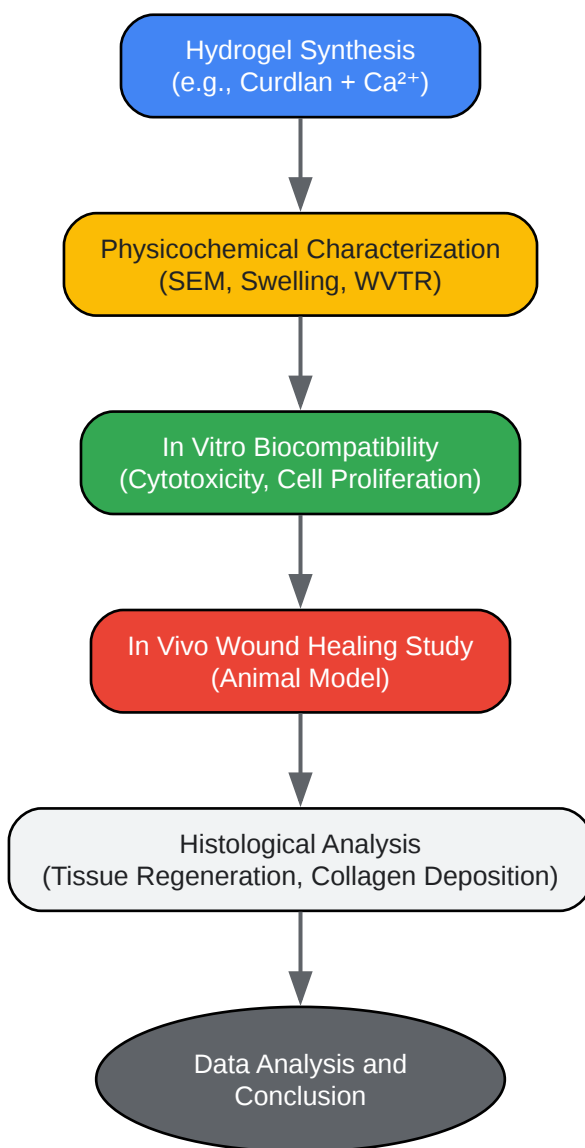 Hydrogel Synthesis
(e.g., Curdlan + Ca²⁺)
Physicochemical Characterization
(SEM, Swelling, WVTR)
In Vitro Biocompatibility
(Cytotoxicity, Cell Proliferation)
In Vivo Wound Healing Study
(Animal Model)
Histological Analysis
(Tissue Regeneration, Collagen Deposition)
Data Analysis and
Conclusion